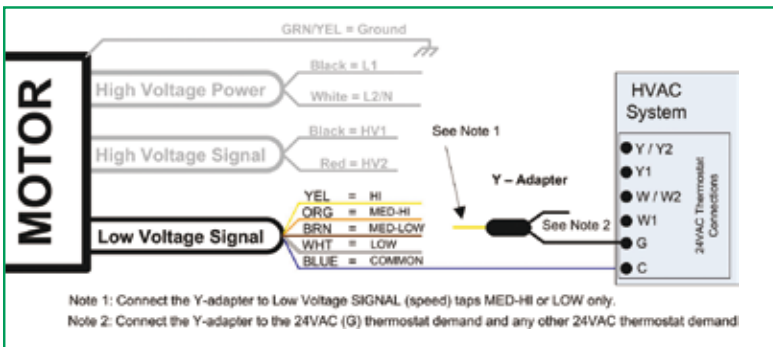 GRN/YEL = Ground
MOTOR
High Voltage Power
Black = L1
White = L2/N
High Voltage Signal
Black = HV1
Red = HV2
Low Voltage Signal
YEL = HI
ORG = MED-HI
BRN = MED-LOW
WHT = LOW
BLUE = COMMON
See Note 1
Y – Adapter
See Note 2
HVAC
System
Y / Y2
Y1
W / W2
W1
G
C
24VAC Thermostat
Connections
Note 1: Connect the Y-adapter to Low Voltage SIGNAL (speed) taps MED-HI or LOW only.
Note 2: Connect the Y-adapter to the 24VAC (G) thermostat demand and any other 24VAC thermostat demand